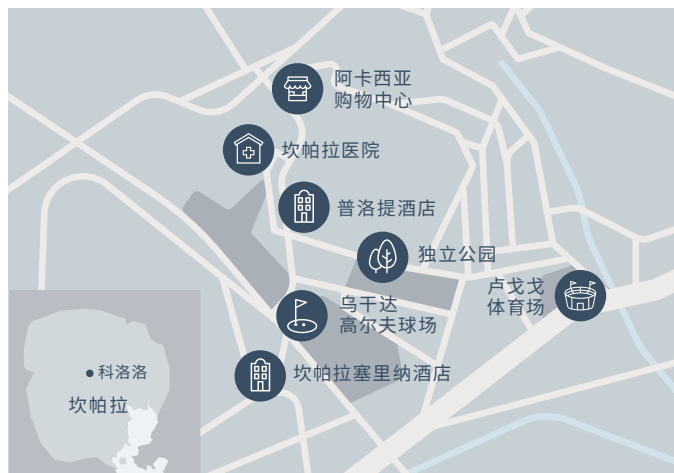 阿卡西亚
购物中心
坎帕拉医院
普洛提酒店
独立公园
卢戈戈
体育场
乌干达
高尔夫球场
坎帕拉塞里纳酒店
科洛洛
坎帕拉